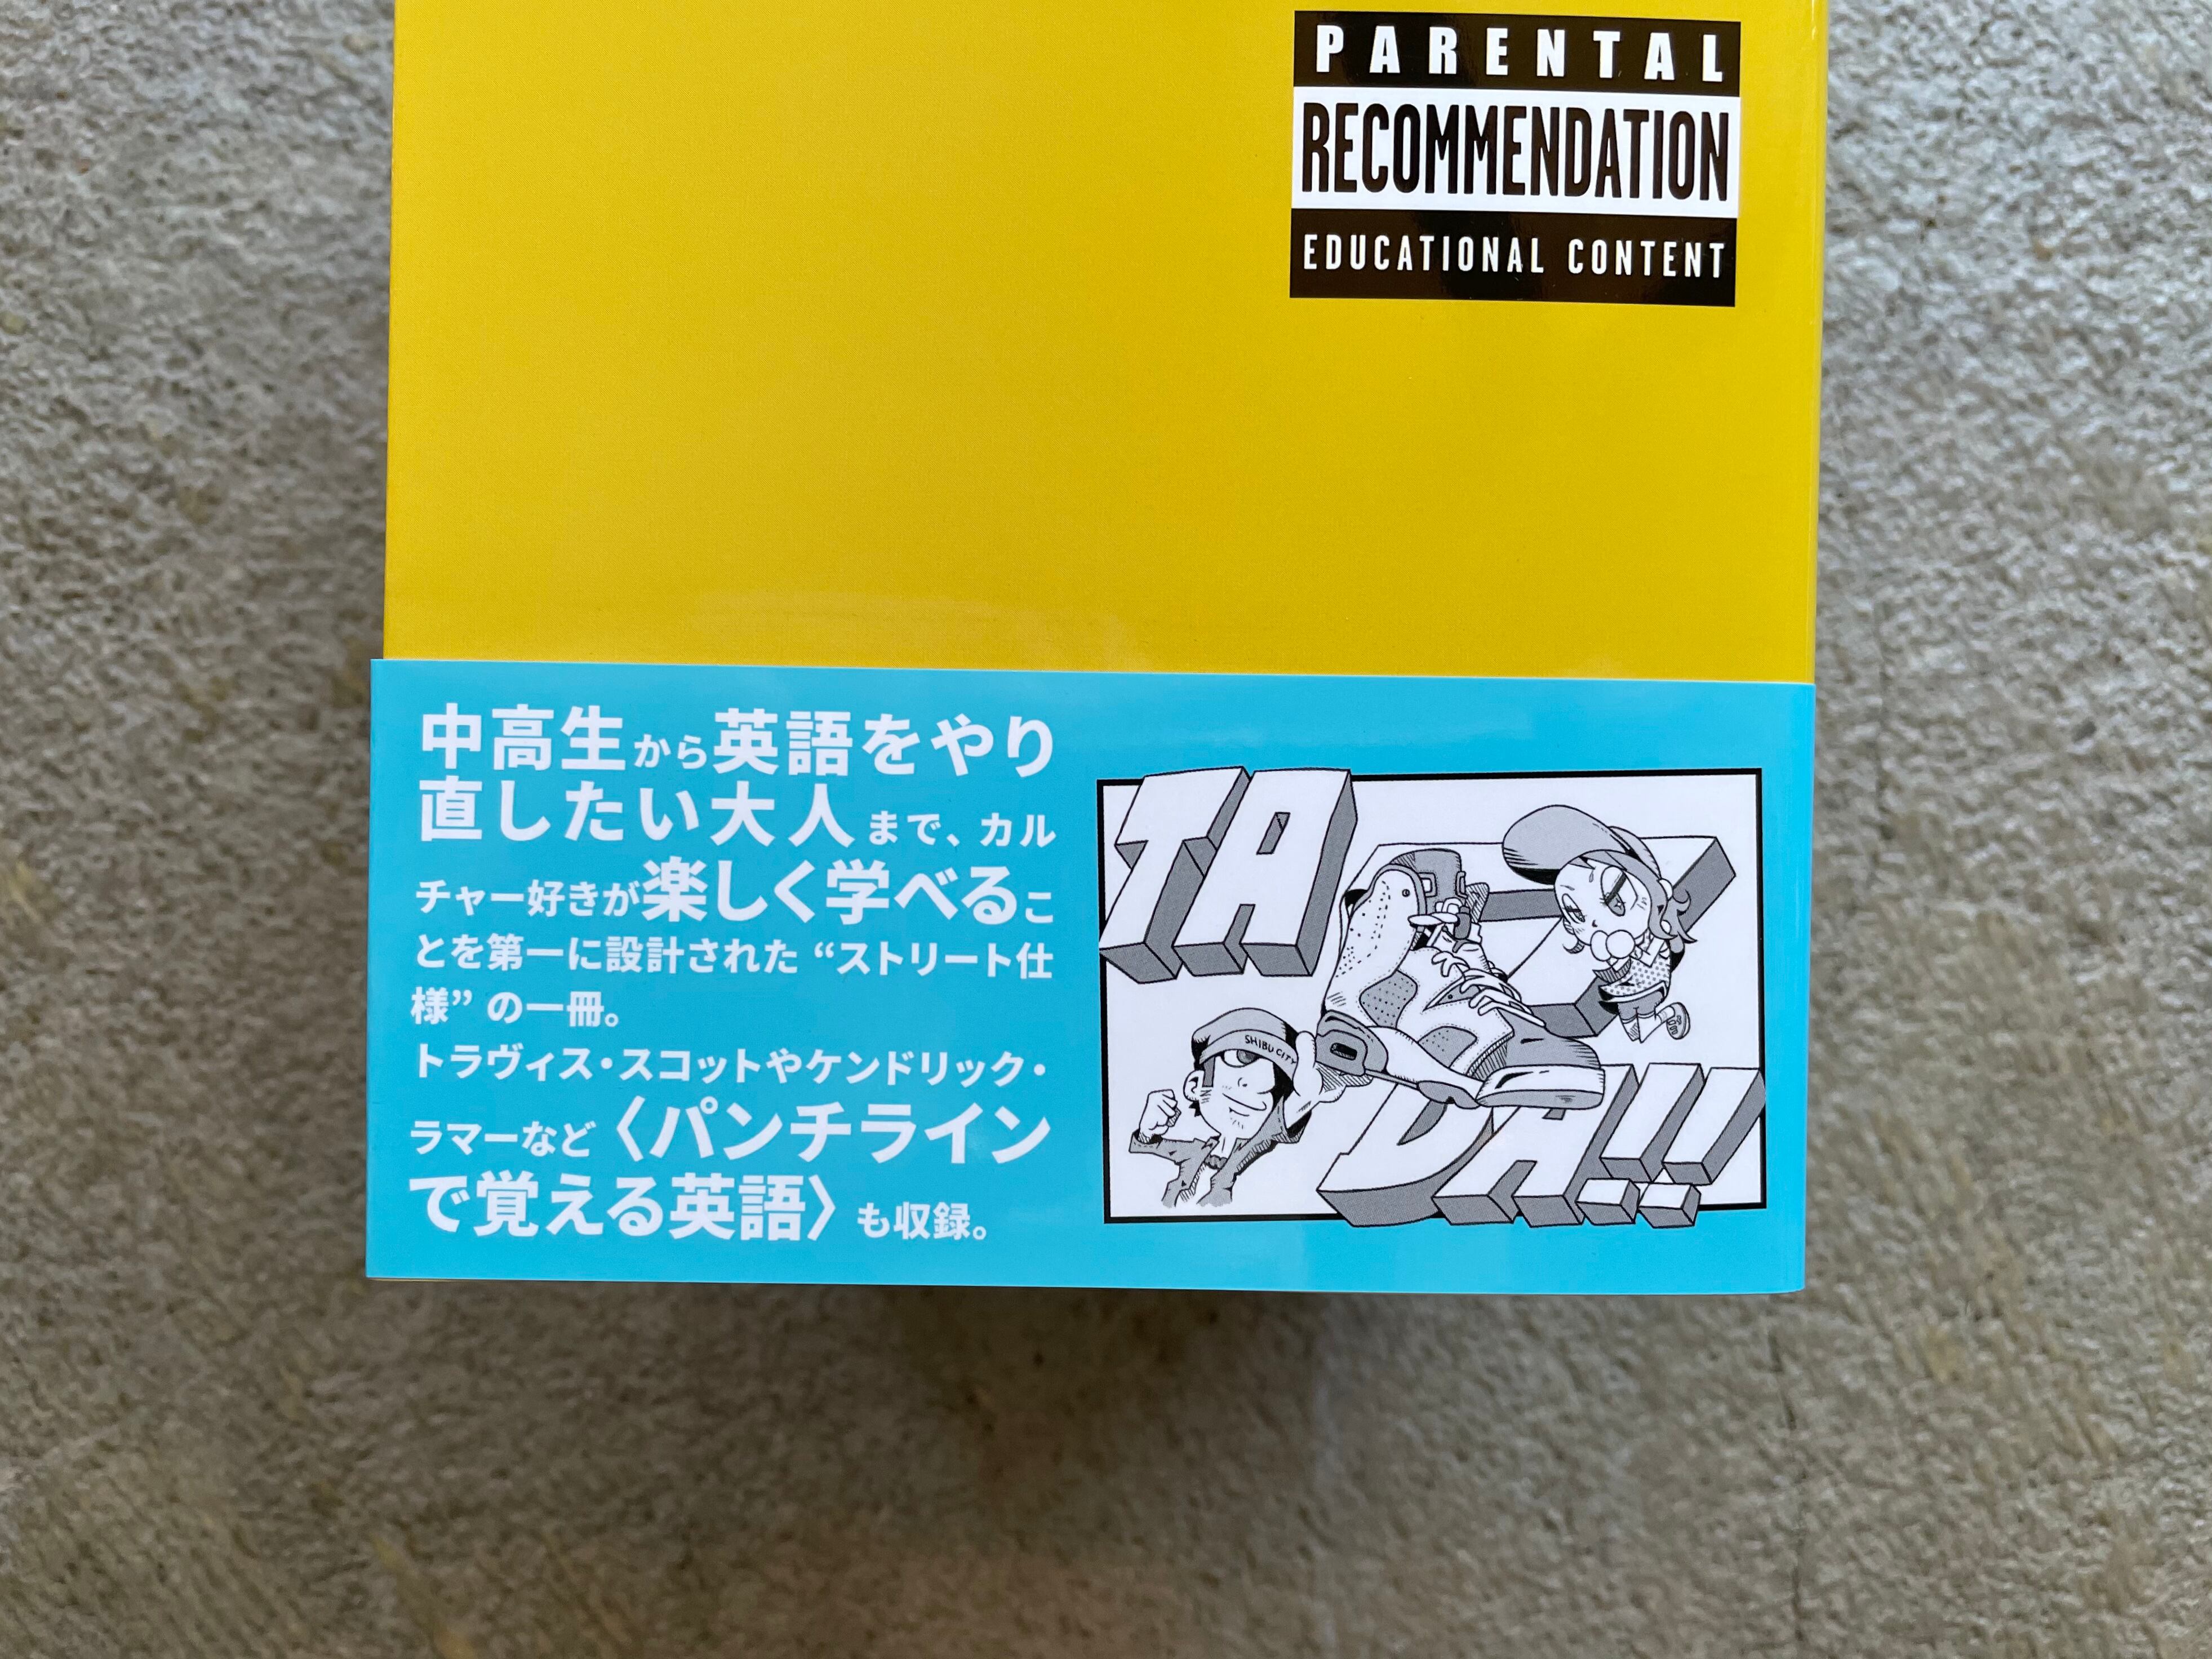 PARENTAL
RECOMMENDATION
EDUCATIONAL CONTENT
中高生から英語をやり
直したい大人まで、カル
チャー好きが楽しく学べるこ
とを第一に設計された“ストリート仕
様”の一冊。
トラヴィス・スコットやケンドリック・
ラマーなど〈パンチライン
で覚える英語〉も収録。
TA
DA!!
SHIBU CITY